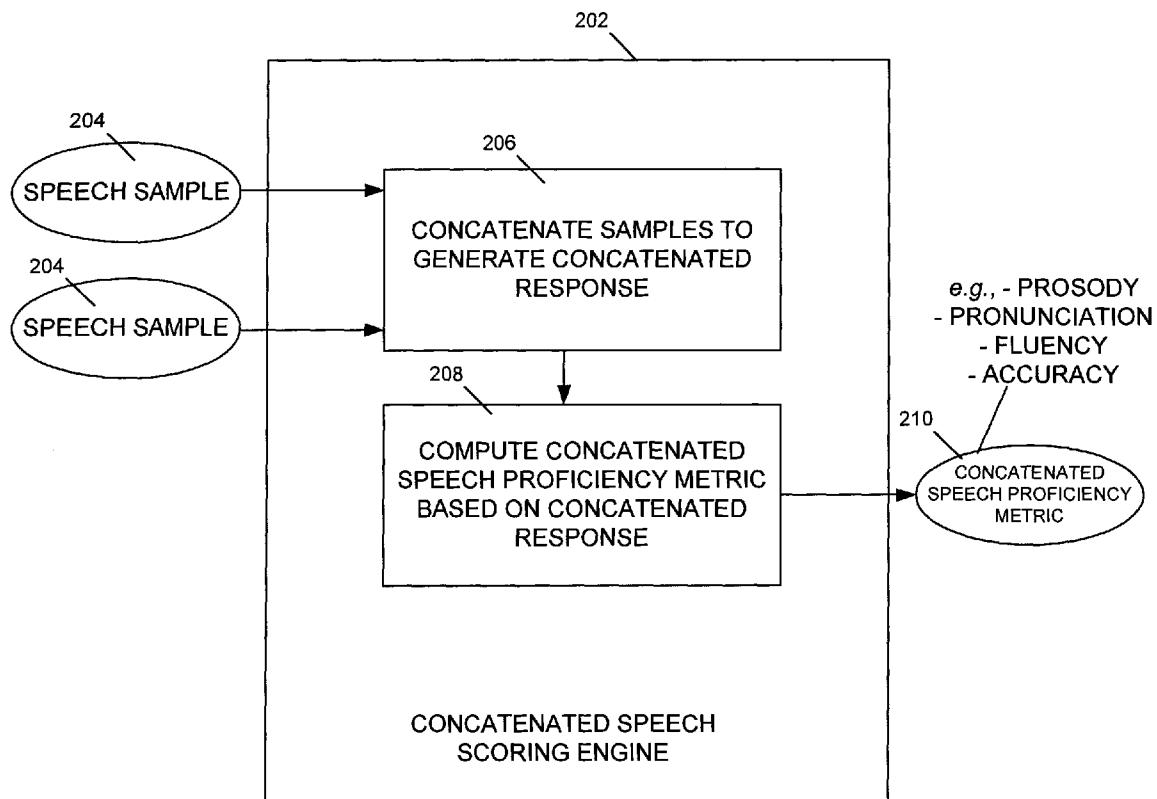 202
204
SPEECH SAMPLE
206
CONCATENATE SAMPLES TO
GENERATE CONCATENATED
RESPONSE
204
SPEECH SAMPLE
e.g., - PROSODY
- PRONUNCIATION
- FLUENCY
- ACCURACY
208
COMPUTE CONCATENATED
SPEECH PROFICIENCY METRIC
BASED ON CONCATENATED
RESPONSE
210
CONCATENATED
SPEECH PROFICIENCY
METRIC
CONCATENATED SPEECH
SCORING ENGINE